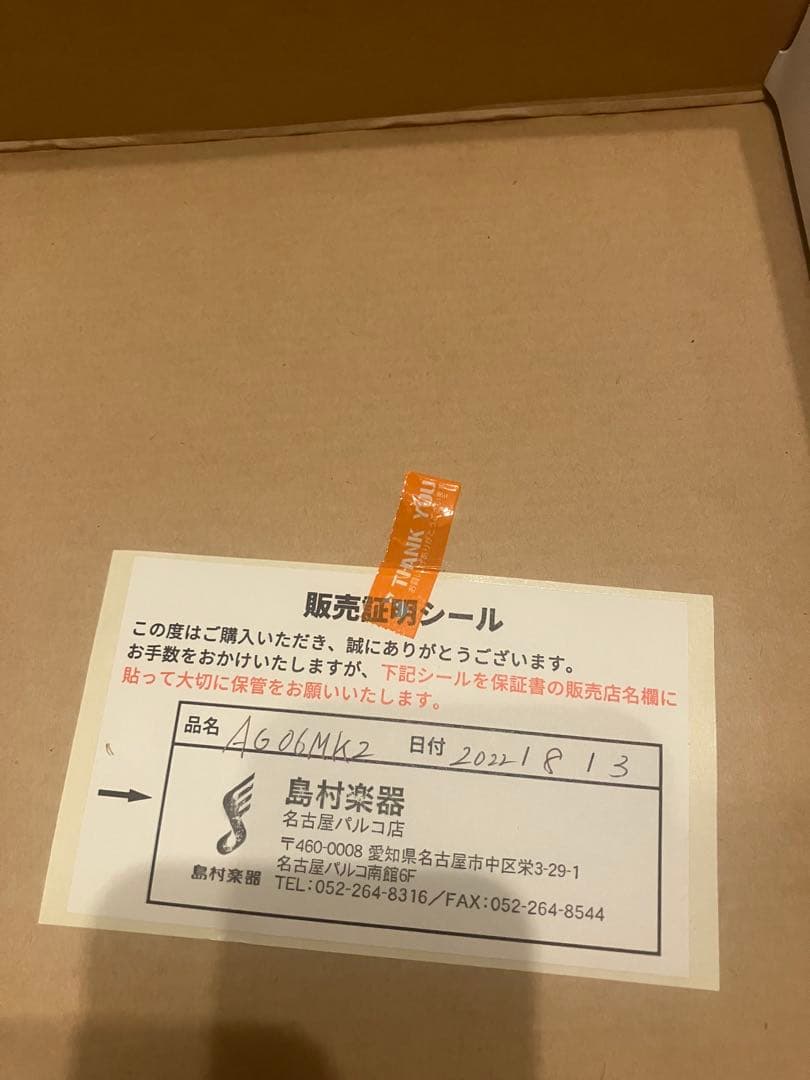 THANK YOU
販売証明シール
この度はご購入いただき、誠にありがとうございます。
お手数をおかけいたしますが、下記シールを保証書の販売店名欄に
貼って大切に保管をお願いいたします。
品名 AG06MK2 日付 2022 / 8 / 13
島村楽器
名古屋パルコ店
〒460-0008 愛知県名古屋市中区栄3-29-1
名古屋パルコ南館6F
TEL:052-264-8316/FAX:052-264-8544
島村楽器